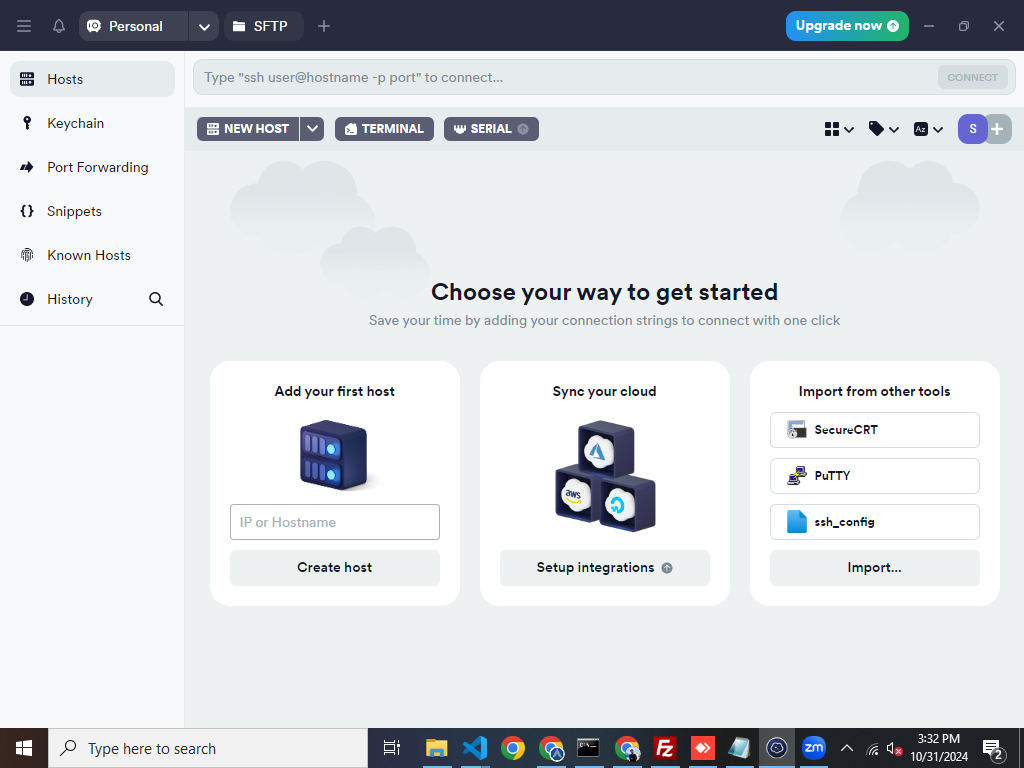 Personal
SFTP
Upgrade now
Type "ssh user@hostname -p port" to connect...
CONNECT
Hosts
Keychain
Port Forwarding
Snippets
Known Hosts
History
NEW HOST
TERMINAL
SERIAL
Az
S
Choose your way to get started
Save your time by adding your connection strings to connect with one click
Add your first host
IP or Hostname
Create host
Sync your cloud
aws
Setup integrations
Import from other tools
SecureCRT
PuTTY
ssh_config
Import...
Type here to search
Fz
zm
3:32 PM
10/31/2024
2